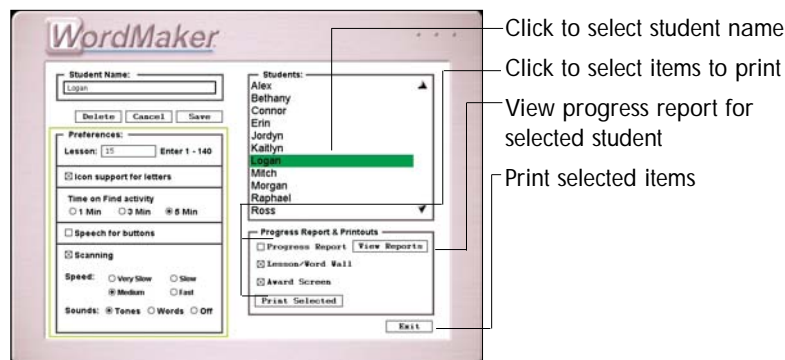 WordMaker
Student Name:
Logan
Delete Cancel Save
Preferences:
Lesson: 15 Enter 1 - 140
Icon support for letters
Time on Find activity
1 Min 3 Min 5 Min
Speech for buttons
Scanning
Speed: Very Slow Slow
Medium Fast
Sounds: Tones Words Off
Students:
Alex
Bethany
Connor
Erin
Jordyn
Kaitlyn
Logan
Mitch
Morgan
Raphael
Ross
Progress Report & Printouts
Progress Report View Reports
Lesson/Word Wall
Award Screen
Print Selected
Exit
Click to select student name
Click to select items to print
View progress report for
selected student
Print selected items